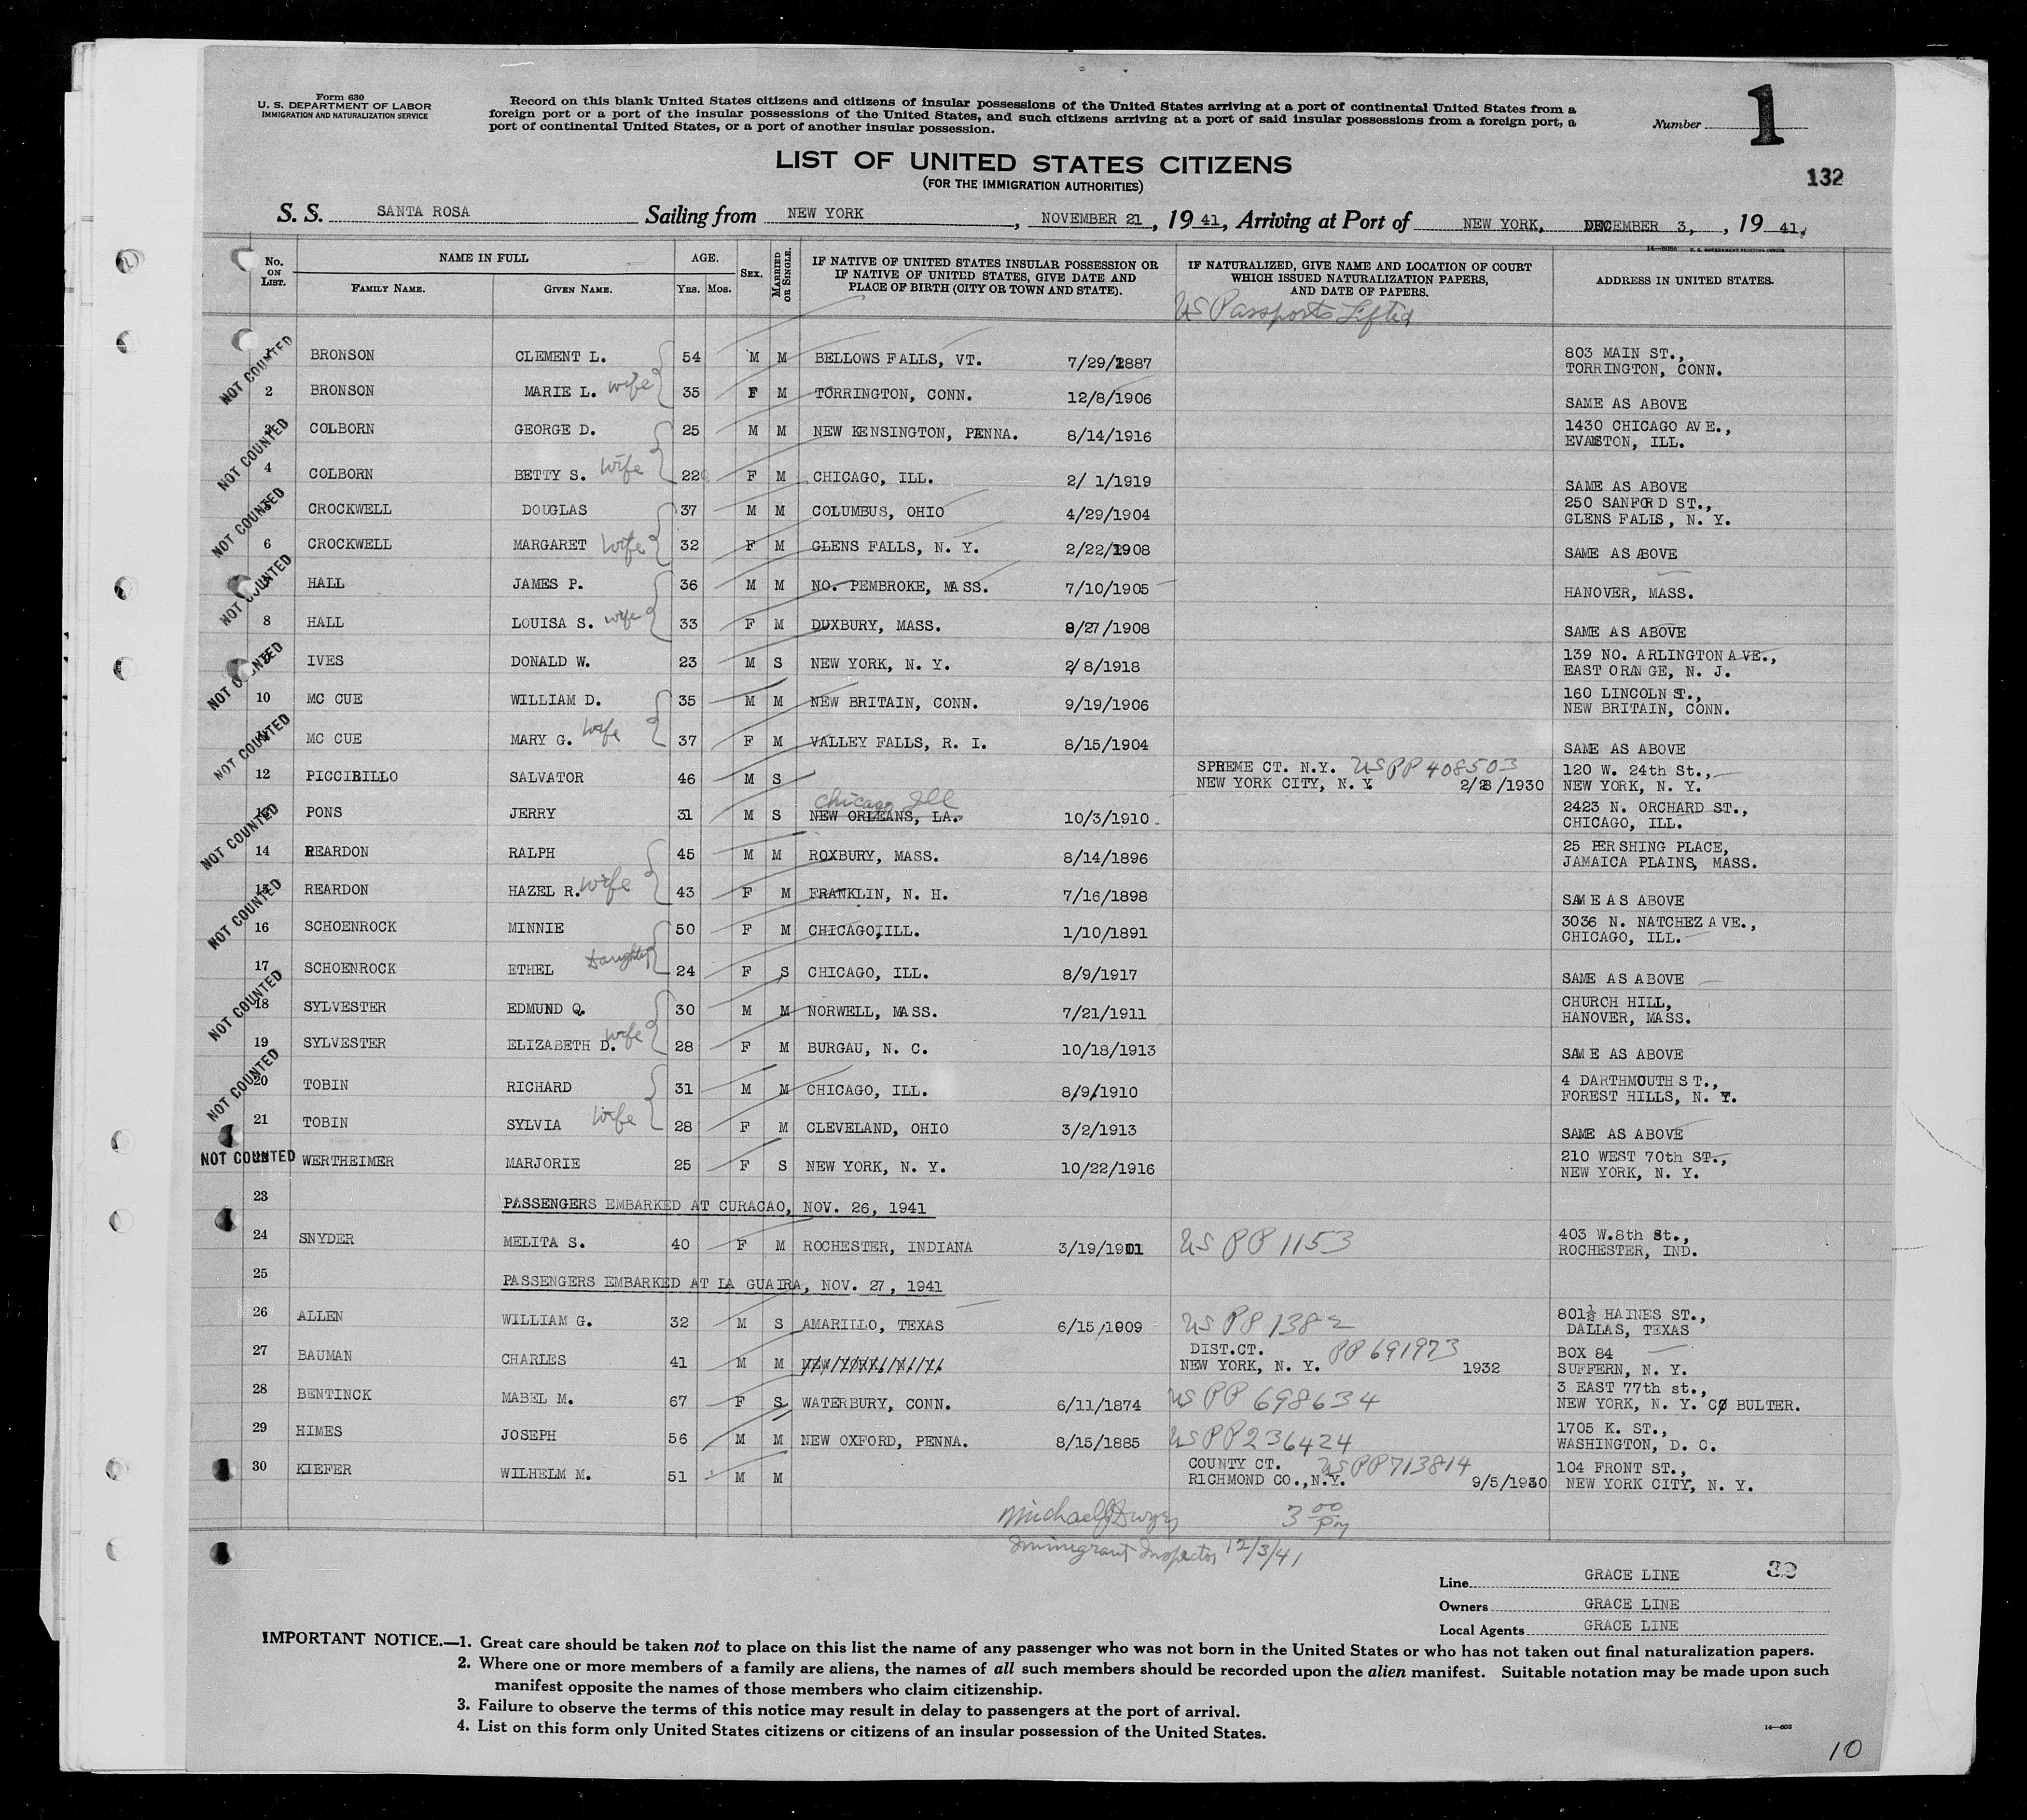 Form 630
U. S. DEPARTMENT OF LABOR
IMMIGRATION AND NATURALIZATION SERVICE
Record on this blank United States citizens and citizens of insular possessions of the United States arriving at a port of continental United States from a
foreign port or a port of the insular possessions of the United States, and such citizens arriving at a port of said insular possessions from a foreign port, a
port of continental United States, or a port of another insular possession.
Number 1
132
LIST OF UNITED STATES CITIZENS
(FOR THE IMMIGRATION AUTHORITIES)
S. S. SANTA ROSA Sailing from NEW YORK, NOVEMBER 21, 19 41, Arriving at Port of NEW YORK, DECEMBER 3, , 19 41,
14—608a U. S. GOVERNMENT PRINTING OFFICE
No. ON LIST. NAME IN FULL FAMILY NAME. GIVEN NAME. AGE. YRS. MOS. SEX. MARRIED OR SINGLE. IF NATIVE OF UNITED STATES INSULAR POSSESSION OR IF NATIVE OF UNITED STATES, GIVE DATE AND PLACE OF BIRTH (CITY OR TOWN AND STATE). IF NATURALIZED, GIVE NAME AND LOCATION OF COURT WHICH ISSUED NATURALIZATION PAPERS, AND DATE OF PAPERS. ADDRESS IN UNITED STATES.
US Passports Lifted
NOT COUNTED 1 BRONSON CLEMENT L. 54 M M BELLOWS FALLS, VT. 7/29/1887 803 MAIN ST., TORRINGTON, CONN.
2 BRONSON MARIE L. wife 35 F M TORRINGTON, CONN. 12/8/1906 SAME AS ABOVE
NOT COUNTED 3 COLBORN GEORGE D. 25 M M NEW KENSINGTON, PENNA. 8/14/1916 1430 CHICAGO AVE., EVANSTON, ILL.
4 COLBORN BETTY S. wife 22 F M CHICAGO, ILL. 2/ 1/1919 SAME AS ABOVE
NOT COUNTED 5 CROCKWELL DOUGLAS 37 M M COLUMBUS, OHIO 4/29/1904 250 SANFORD ST., GLENS FALLS, N. Y.
6 CROCKWELL MARGARET wife 32 F M GLENS FALLS, N. Y. 2/22/1908 SAME AS ABOVE
NOT COUNTED HALL JAMES P. 36 M M NO. PEMBROKE, MASS. 7/10/1905 HANOVER, MASS.
8 HALL LOUISA S. wife 33 F M DUXBURY, MASS. 8/27/1908 SAME AS ABOVE
NOT COUNTED IVES DONALD W. 23 M S NEW YORK, N. Y. 2/8/1918 139 NO. ARLINGTON AVE., EAST ORANGE, N. J.
10 MC CUE WILLIAM D. 35 M M NEW BRITAIN, CONN. 9/19/1906 160 LINCOLN ST., NEW BRITAIN, CONN.
NOT COUNTED 11 MC CUE MARY G. wife 37 F M VALLEY FALLS, R. I. 8/15/1904 SAME AS ABOVE
12 PICCIRILLO SALVATOR 46 M S SPREME CT. N.Y. US PP 408503 NEW YORK CITY, N. Y. 2/28/1930 120 W. 24th St., NEW YORK, N. Y.
NOT COUNTED 13 PONS JERRY 31 M S Chicago Ill NEW ORLEANS, LA. 10/3/1910 2423 N. ORCHARD ST., CHICAGO, ILL.
14 REARDON RALPH 45 M M ROXBURY, MASS. 8/14/1896 25 PERSHING PLACE, JAMAICA PLAINS, MASS.
NOT COUNTED 15 REARDON HAZEL R. wife 43 F M FRANKLIN, N. H. 7/16/1898 SAME AS ABOVE
16 SCHOENROCK MINNIE 50 F M CHICAGO, ILL. 1/10/1891 3036 N. NATCHEZ AVE., CHICAGO, ILL.
17 SCHOENROCK ETHEL Daughter 24 F S CHICAGO, ILL. 8/9/1917 SAME AS ABOVE
NOT COUNTED 18 SYLVESTER EDMUND Q. 30 M M NORWELL, MASS. 7/21/1911 CHURCH HILL, HANOVER, MASS.
19 SYLVESTER ELIZABETH D. wife 28 F M BURGAU, N. C. 10/18/1913 SAME AS ABOVE
NOT COUNTED 20 TOBIN RICHARD 31 M M CHICAGO, ILL. 8/9/1910 4 DARTHMOUTH ST., FOREST HILLS, N. Y.
21 TOBIN SYLVIA wife 28 F M CLEVELAND, OHIO 3/2/1913 SAME AS ABOVE
NOT COUNTED 22 WERTHEIMER MARJORIE 25 F S NEW YORK, N. Y. 10/22/1916 210 WEST 70th ST., NEW YORK, N. Y.
23 PASSENGERS EMBARKED AT CURACAO, NOV. 26, 1941
24 SNYDER MELITA S. 40 F M ROCHESTER, INDIANA 3/19/1901 US PP 1153 403 W.8th St., ROCHESTER, IND.
25 PASSENGERS EMBARKED AT LA GUAIRA, NOV. 27, 1941
26 ALLEN WILLIAM G. 32 M S AMARILLO, TEXAS 6/15/1909 US PP 1382 801½ HAINES ST., DALLAS, TEXAS
27 BAUMAN CHARLES 41 M M DIST.CT. PP 691973 NEW YORK, N. Y. 1932 BOX 84 SUFFERN, N. Y.
28 BENTINCK MABEL M. 67 F S WATERBURY, CONN. 6/11/1874 US PP 698634 3 EAST 77th st., NEW YORK, N. Y. CØ BULTER.
29 HIMES JOSEPH 56 M M NEW OXFORD, PENNA. 8/15/1885 US PP 236424 1705 K. ST., WASHINGTON, D. C.
30 KIEFER WILHELM M. 51 M M COUNTY CT. US PP 713814 RICHMOND CO.,N.Y. 9/5/1930 104 FRONT ST., NEW YORK CITY, N. Y.
Michael J Dwyer 3 00 pm
Immigrant Inspector 12/3/41
Line GRACE LINE 32
Owners GRACE LINE
Local Agents GRACE LINE
IMPORTANT NOTICE.—1. Great care should be taken not to place on this list the name of any passenger who was not born in the United States or who has not taken out final naturalization papers.
2. Where one or more members of a family are aliens, the names of all such members should be recorded upon the alien manifest. Suitable notation may be made upon such
manifest opposite the names of those members who claim citizenship.
3. Failure to observe the terms of this notice may result in delay to passengers at the port of arrival.
4. List on this form only United States citizens or citizens of an insular possession of the United States.
14—608
10